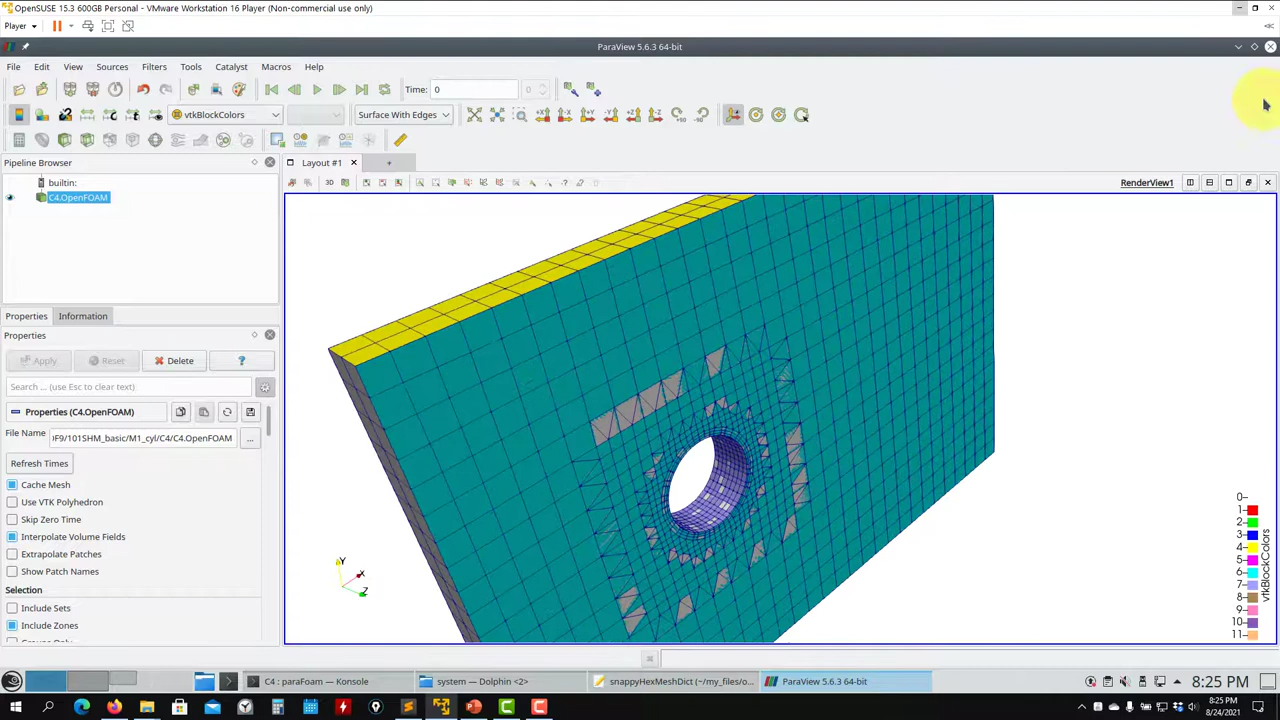 OpenSUSE 15.3 600GB Personal - VMware Workstation 16 Player (Non-commercial use only)
Player
ParaView 5.6.3 64-bit
File Edit View Sources Filters Tools Catalyst Macros Help
Time: 0 0
vtkBlockColors Surface With Edges
Pipeline Browser
Layout #1
builtin:
C4.OpenFOAM
3D
RenderView1
Properties Information
Properties
Apply Reset Delete ?
Search ... (use Esc to clear text)
Properties (C4.OpenFOAM)
File Name )F9/101SHM_basic/M1_cyl/C4/C4.OpenFOAM ...
Refresh Times
Cache Mesh
Use VTK Polyhedron
Skip Zero Time
Interpolate Volume Fields
Extrapolate Patches
Show Patch Names
Selection
Include Sets
Include Zones
Y
X
Z
0
1
2
3
4
5
6
7
8
9
10
11
vtkBlockColors
C4 : paraFoam — Konsole
system — Dolphin <2>
snappyHexMeshDict (~/my_files/o...
ParaView 5.6.3 64-bit
8:25 PM
8:25 PM
8/24/2021